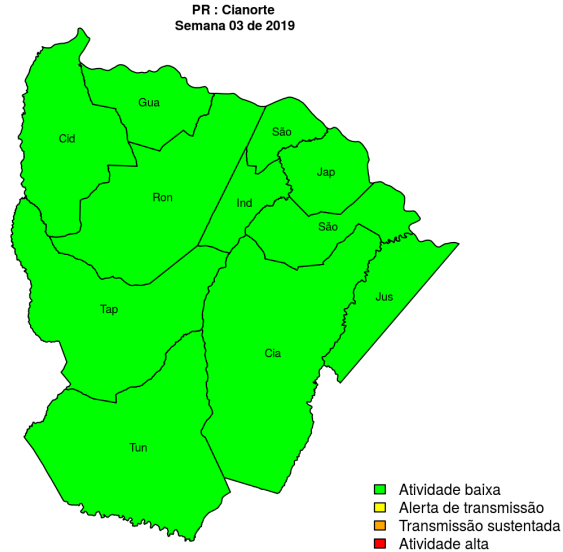 PR : Cianorte
Semana 03 de 2019
Gua
São
Cid
Jap
Ron
Ind
São
Jus
Tap
Cia
Tun
Atividade baixa
Alerta de transmissão
Transmissão sustentada
Atividade alta